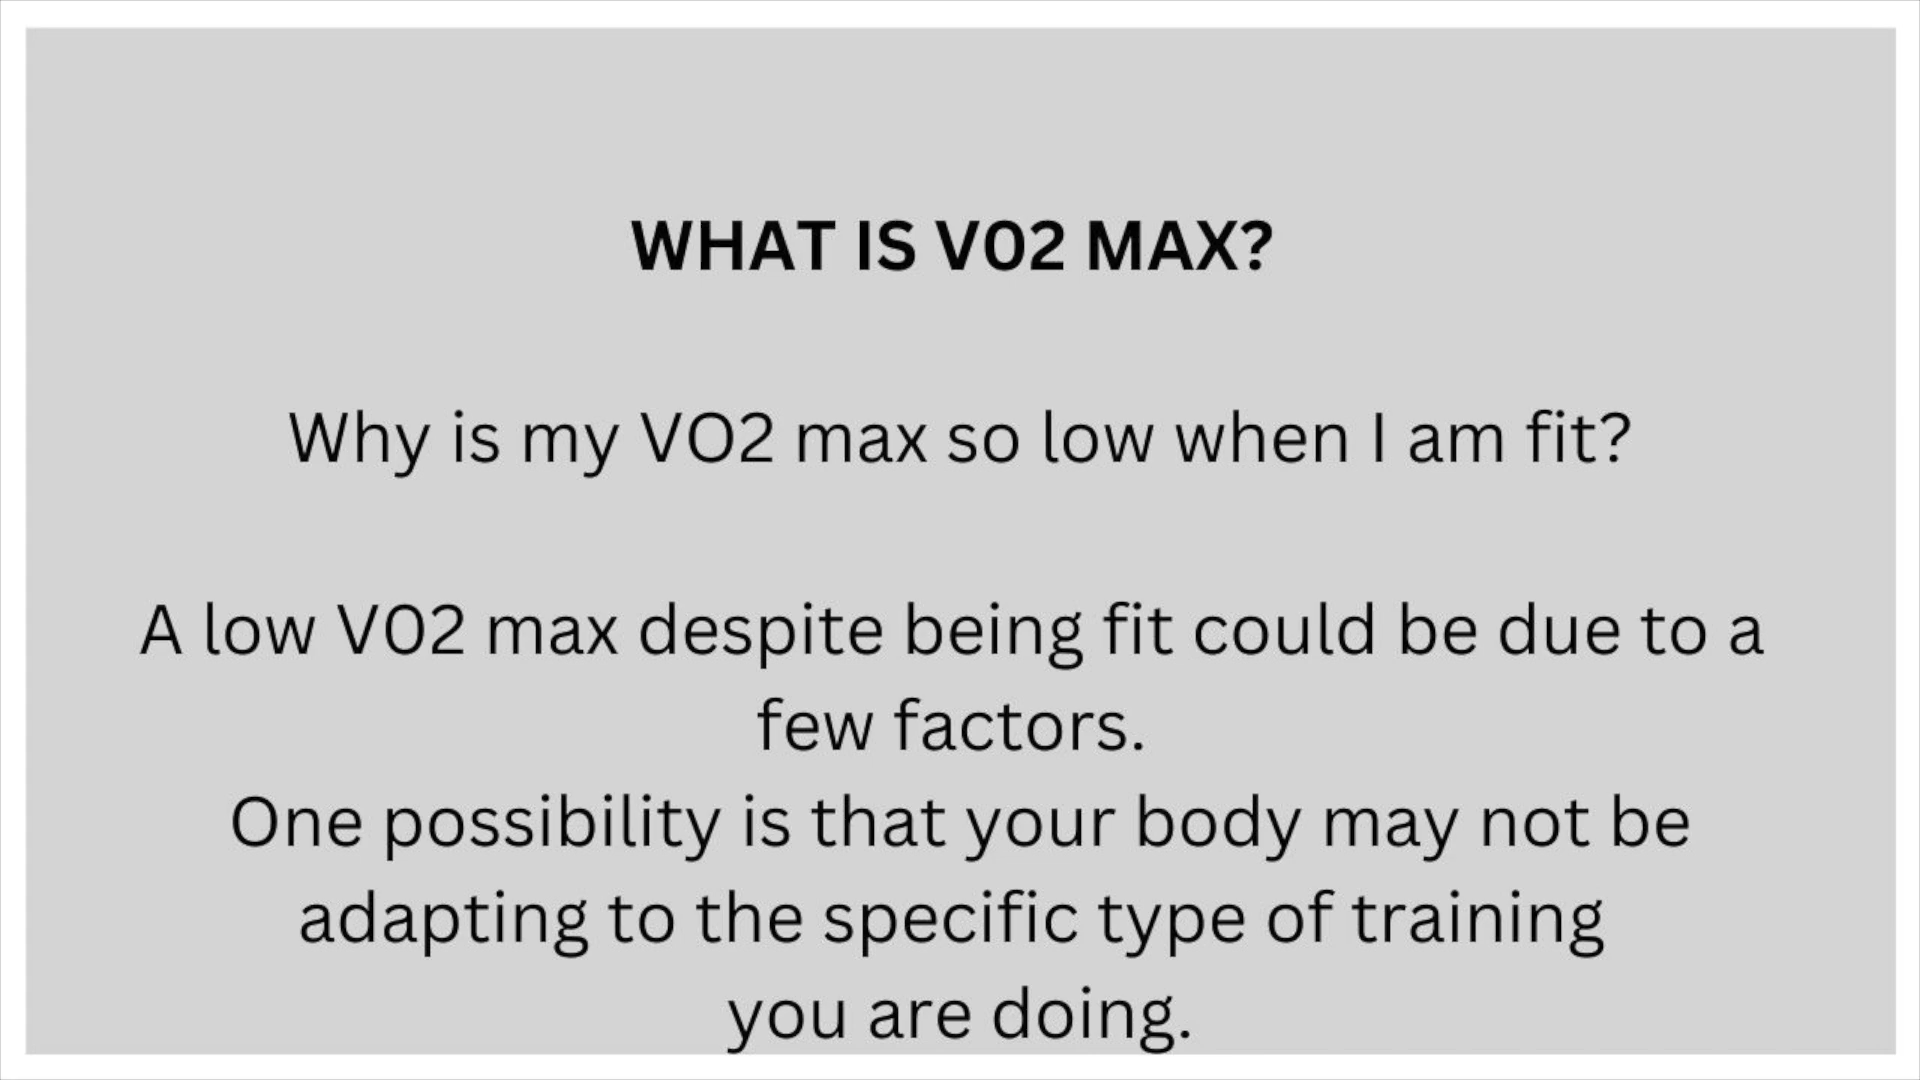 WHAT IS V02 MAX?
Why is my VO2 max so low when I am fit?
A low V02 max despite being fit could be due to a
few factors.
One possibility is that your body may not be
adapting to the specific type of training
you are doing.